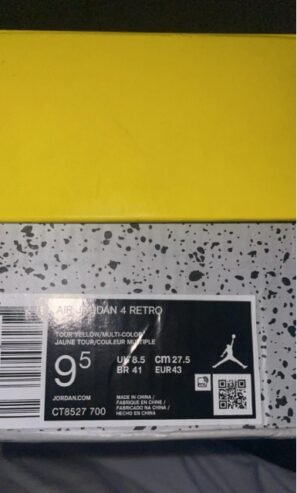 AIR JORDAN 4 RETRO
TOUR YELLOW/MULTI-COLOR
JAUNE TOUR/COULEUR MULTIPLE
9 5
UK 8.5 cm 27.5
BR 41 EUR 43
JORDAN.COM
CT8527 700
MADE IN CHINA /
FABRIQUE EN CHINE /
FABRICADO NA CHINA /
HECHO EN CHINA